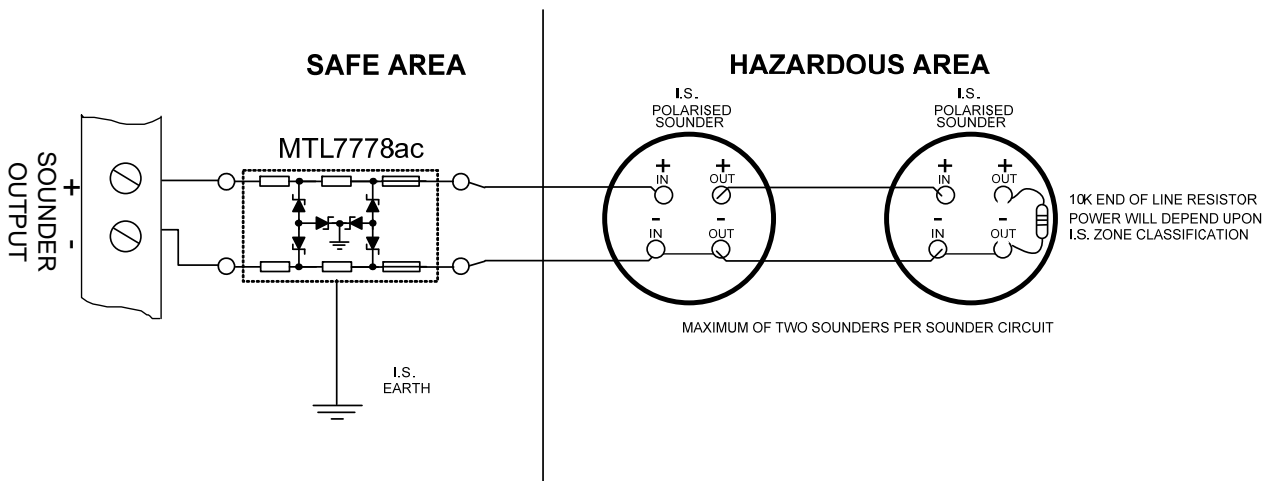 SAFE AREA
HAZARDOUS AREA
I.S.
POLARISED
SOUNDER
I.S.
POLARISED
SOUNDER
MTL7778ac
SOUNDER
OUTPUT
+
-
+
+
IN
OUT
-
-
IN
OUT
+
+
IN
OUT
-
-
IN
OUT
10K END OF LINE RESISTOR
POWER WILL DEPEND UPON
I.S. ZONE CLASSIFICATION
MAXIMUM OF TWO SOUNDERS PER SOUNDER CIRCUIT
I.S.
EARTH